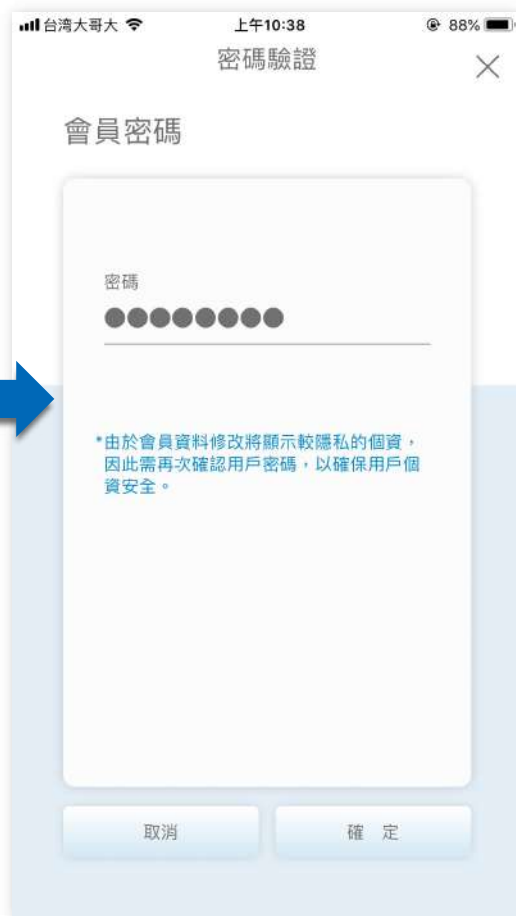 台湾大哥大 上午10:38 88%
密碼驗證
會員密碼
密碼
*由於會員資料修改將顯示較隱私的個資，
因此需再次確認用戶密碼，以確保用戶個
資安全。
取消 確 定